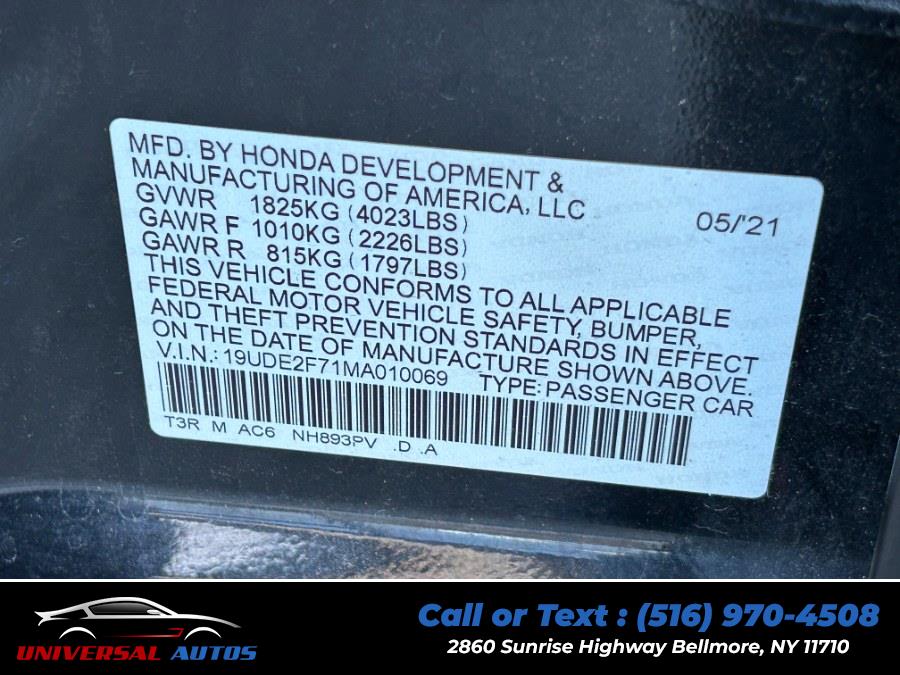 MFD. BY HONDA DEVELOPMENT &
MANUFACTURING OF AMERICA, LLC
GVWR 1825KG (4023LBS) 05/'21
GAWR F 1010KG (2226LBS)
GAWR R 815KG (1797LBS)
THIS VEHICLE CONFORMS TO ALL APPLICABLE
FEDERAL MOTOR VEHICLE SAFETY, BUMPER,
AND THEFT PREVENTION STANDARDS IN EFFECT
ON THE DATE OF MANUFACTURE SHOWN ABOVE.
V.I.N.: 19UDE2F71MA010069 TYPE: PASSENGER CAR
T3R M AC6 NH893PV .D .A
UNIVERSAL AUTOS
Call or Text : (516) 970-4508
2860 Sunrise Highway Bellmore, NY 11710